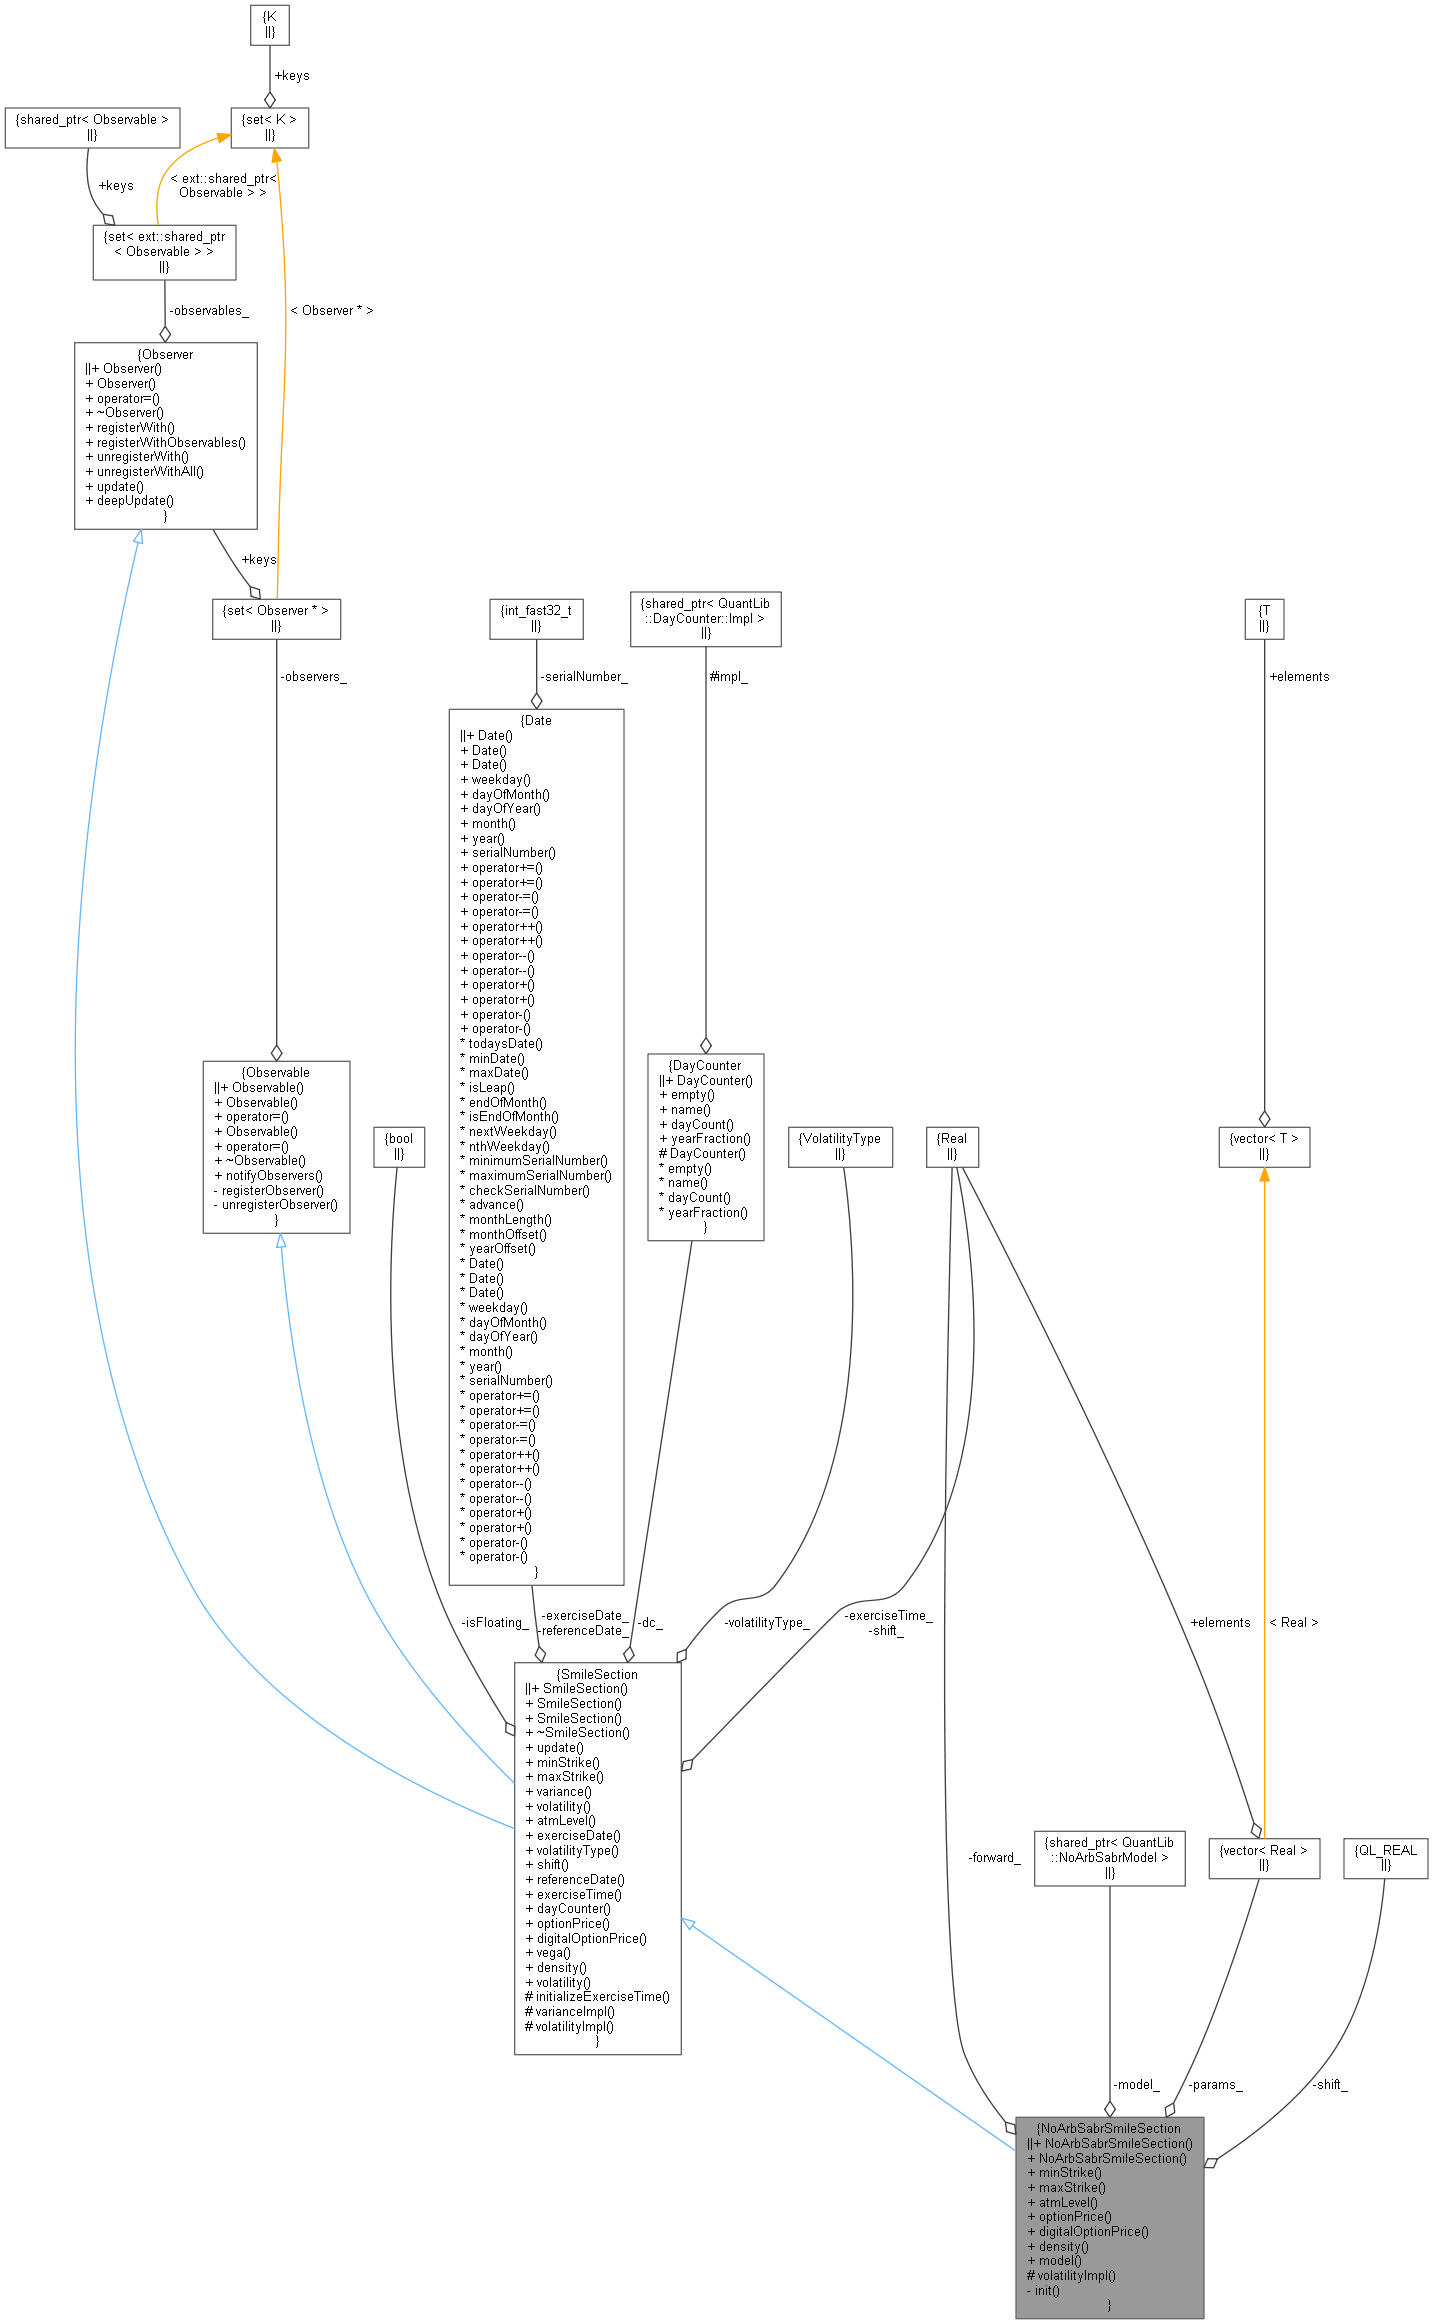 {K
||}
+keys
{shared_ptr< Observable >
||}
{set< K >
||}
+keys
< ext::shared_ptr<
Observable > >
{set< ext::shared_ptr
< Observable > >
||}
-observables_
< Observer * >
{Observer
||+ Observer()
+ Observer()
+ operator=()
+ ~Observer()
+ registerWith()
+ registerWithObservables()
+ unregisterWith()
+ unregisterWithAll()
+ update()
+ deepUpdate()
}
+keys
{set< Observer * >
||}
-observers_
{int_fast32_t
||}
-serialNumber_
{shared_ptr< QuantLib
::DayCounter::Impl >
||}
#impl_
{T
||}
+elements
{Date
||+ Date()
+ Date()
+ Date()
+ weekday()
+ dayOfMonth()
+ dayOfYear()
+ month()
+ year()
+ serialNumber()
+ operator+=()
+ operator+=()
+ operator-=()
+ operator-=()
+ operator++()
+ operator++()
+ operator--()
+ operator--()
+ operator+()
+ operator+()
+ operator-()
+ operator-()
* todaysDate()
* minDate()
* maxDate()
* isLeap()
* endOfMonth()
* isEndOfMonth()
* nextWeekday()
* nthWeekday()
* minimumSerialNumber()
* maximumSerialNumber()
* checkSerialNumber()
* advance()
* monthLength()
* monthOffset()
* yearOffset()
* Date()
* Date()
* Date()
* weekday()
* dayOfMonth()
* dayOfYear()
* month()
* year()
* serialNumber()
* operator+=()
* operator+=()
* operator-=()
* operator-=()
* operator++()
* operator++()
* operator--()
* operator--()
* operator+()
* operator+()
* operator-()
* operator-()
}
{Observable
||+ Observable()
+ Observable()
+ operator=()
+ Observable()
+ operator=()
+ ~Observable()
+ notifyObservers()
- registerObserver()
- unregisterObserver()
}
{bool
||}
{DayCounter
||+ DayCounter()
+ empty()
+ name()
+ dayCount()
+ yearFraction()
# DayCounter()
* empty()
* name()
* dayCount()
* yearFraction()
}
{VolatilityType
||}
{Real
||}
{vector< T >
||}
-isFloating_
-exerciseDate_
-referenceDate_
-dc_
-volatilityType_
-exerciseTime_
-shift_
+elements
< Real >
{SmileSection
||+ SmileSection()
+ SmileSection()
+ SmileSection()
+ ~SmileSection()
+ update()
+ minStrike()
+ maxStrike()
+ variance()
+ volatility()
+ atmLevel()
+ exerciseDate()
+ volatilityType()
+ shift()
+ referenceDate()
+ exerciseTime()
+ dayCounter()
+ optionPrice()
+ digitalOptionPrice()
+ vega()
+ density()
+ volatility()
# initializeExerciseTime()
# varianceImpl()
# volatilityImpl()
}
-forward_
{shared_ptr< QuantLib
::NoArbSabrModel >
||}
{vector< Real >
||}
{QL_REAL
||}
-model_
-params_
-shift_
{NoArbSabrSmileSection
||+ NoArbSabrSmileSection()
+ NoArbSabrSmileSection()
+ minStrike()
+ maxStrike()
+ atmLevel()
+ optionPrice()
+ digitalOptionPrice()
+ density()
+ model()
# volatilityImpl()
- init()
}